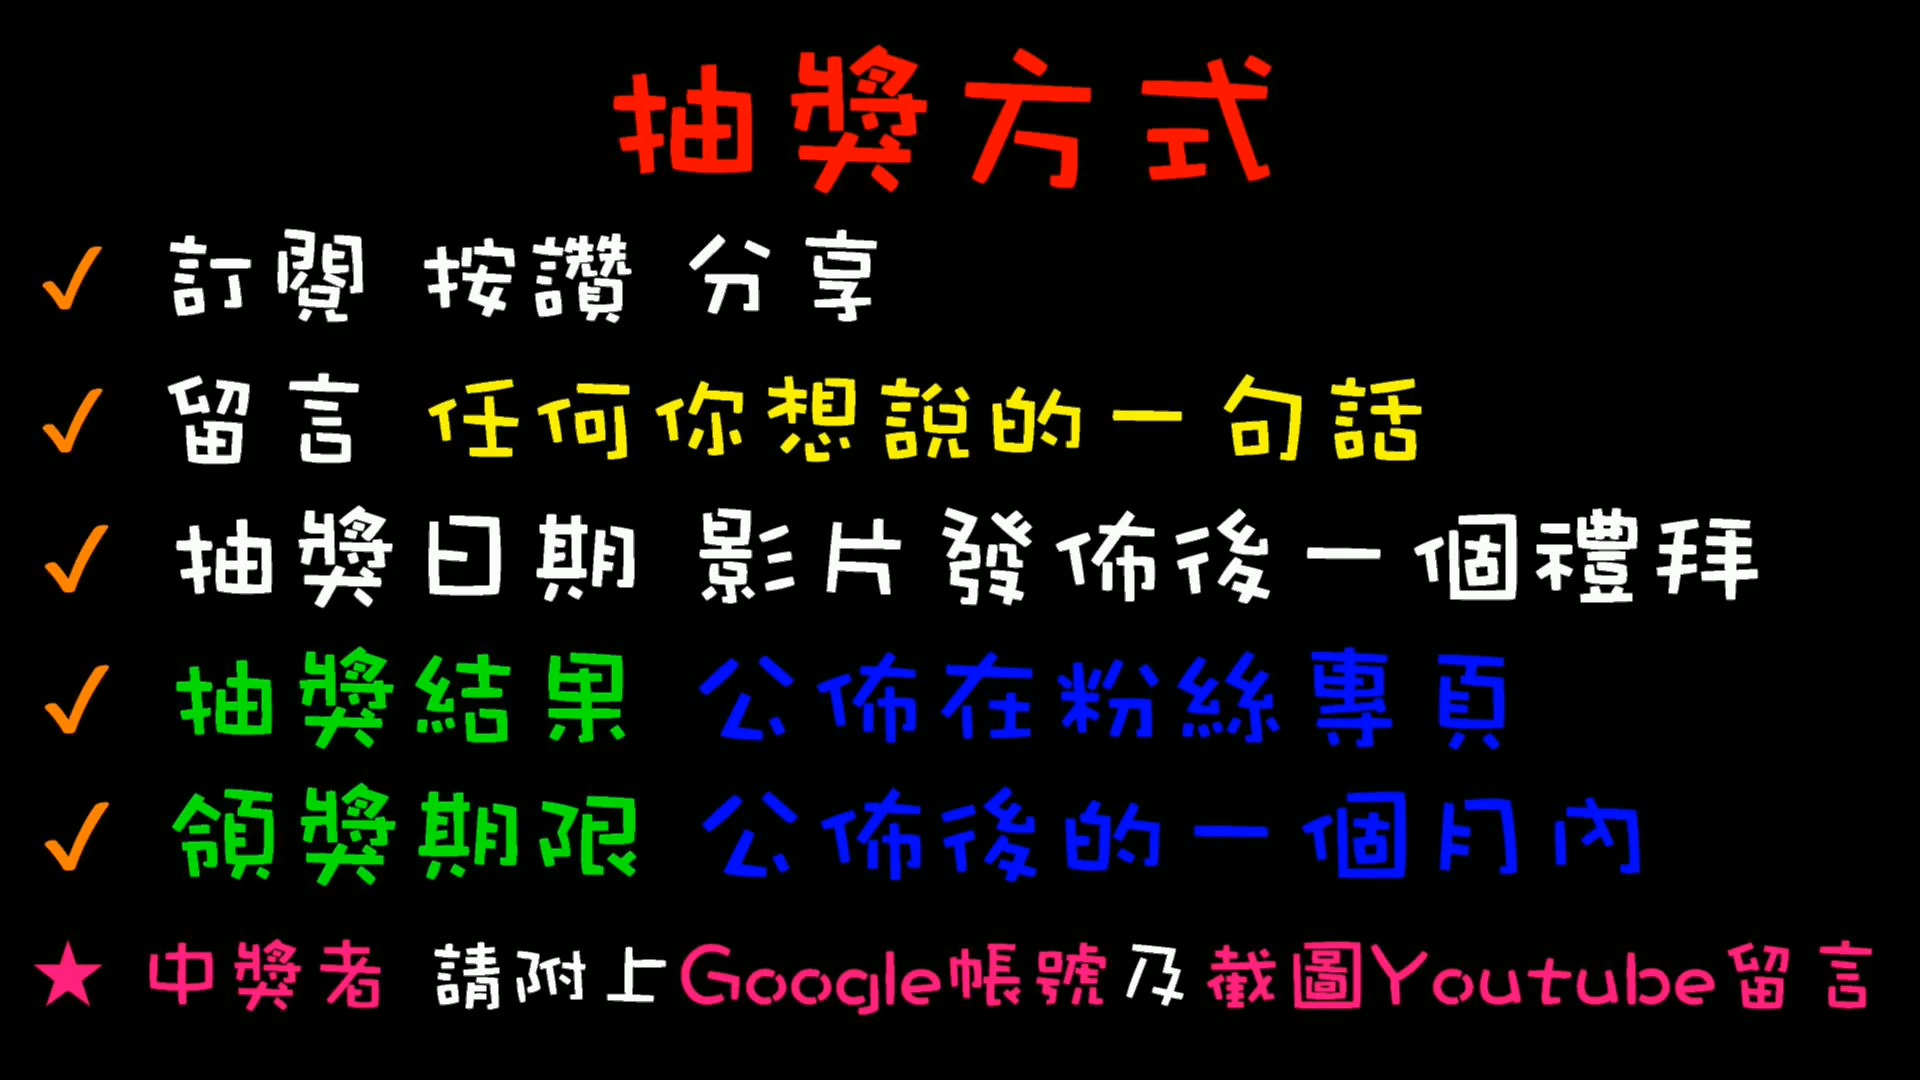 抽獎方式
✓ 訂閱 按讚 分享
✓ 留言 任何你想說的一句話
✓ 抽獎日期 影片發佈後一個禮拜
✓ 抽獎結果 公佈在粉絲專頁
✓ 領獎期限 公佈後的一個月內
★ 中獎者 請附上Google帳號及截圖Youtube留言